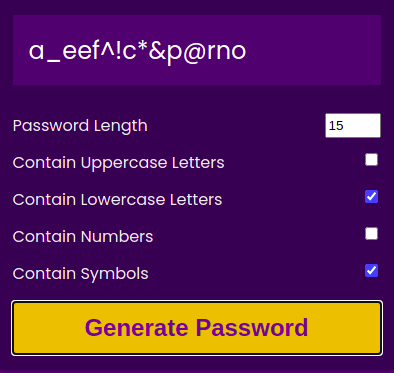 a_eef^!c*&p@rno
Password Length 15
Contain Uppercase Letters
Contain Lowercase Letters
Contain Numbers
Contain Symbols
Generate Password